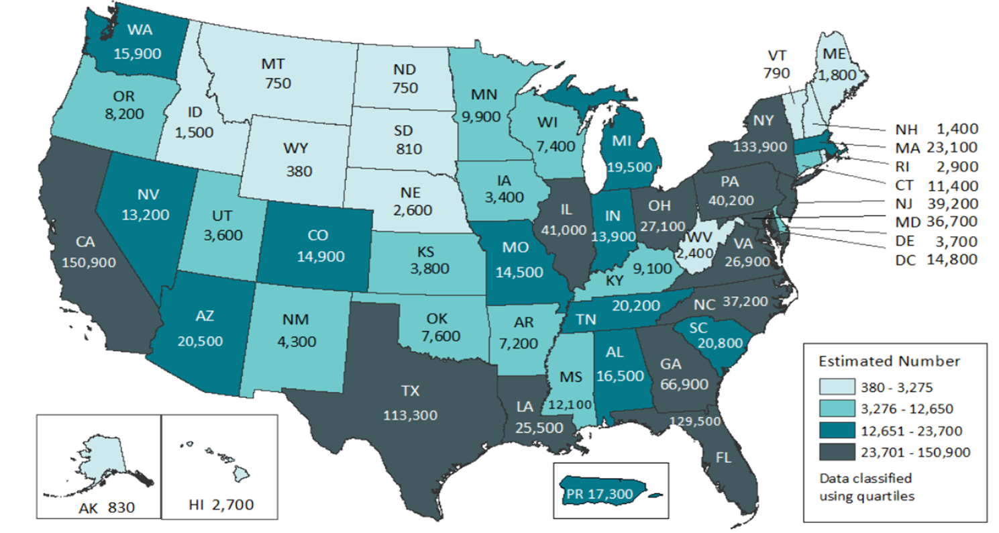 WA
15,900
OR
8,200
CA
150,900
NV
13,200
ID
1,500
MT
750
WY
380
UT
3,600
AZ
20,500
CO
14,900
NM
4,300
ND
750
SD
810
NE
2,600
KS
3,800
OK
7,600
TX
113,300
MN
9,900
IA
3,400
MO
14,500
AR
7,200
LA
25,500
WI
7,400
IL
41,000
MI
19,500
IN
13,900
OH
27,100
KY
9,100
TN
20,200
MS
12,100
AL
16,500
GA
66,900
FL
129,500
SC
20,800
NC 37,200
VA
26,900
WV
2,400
PA
40,200
NY
133,900
VT
790
ME
1,800
NH 1,400
MA 23,100
RI 2,900
CT 11,400
NJ 39,200
MD 36,700
DE 3,700
DC 14,800
AK 830
HI 2,700
PR 17,300
Estimated Number
380 - 3,275
3,276 - 12,650
12,651 - 23,700
23,701 - 150,900
Data classified
using quartiles